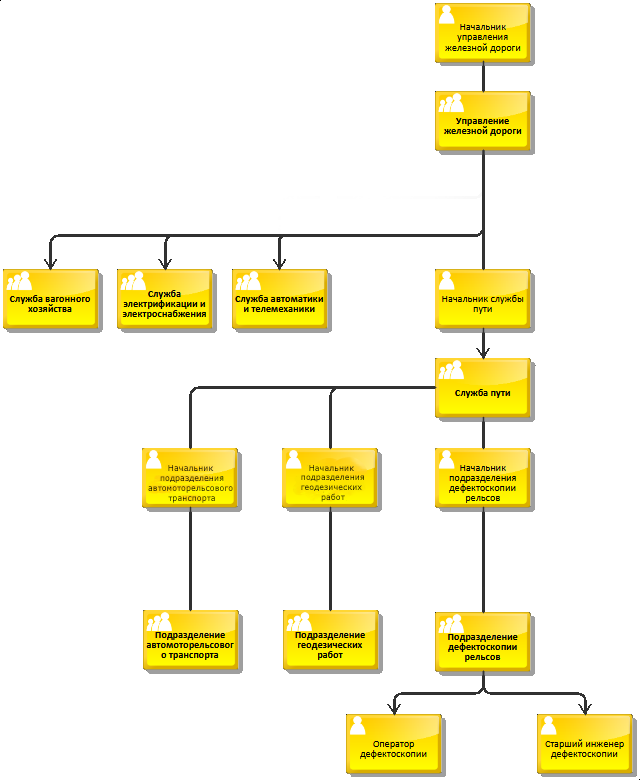 Начальник
управления
железной дороги
Управление
железной дороги
Служба вагонного
хозяйства
Служба
электрификации и
электроснабжения
Служба автоматики
и телемеханики
Начальник службы
пути
Служба пути
Начальник
подразделения
автомоторельсового
транспорта
Начальник
подразделения
геодезических
работ
Начальник
подразделения
дефектоскопии
рельсов
Подразделение
автомоторельсовог
о транспорта
Подразделение
геодезических
работ
Подразделение
дефектоскопии
рельсов
Оператор
дефектоскопии
Старший инженер
дефектоскопии